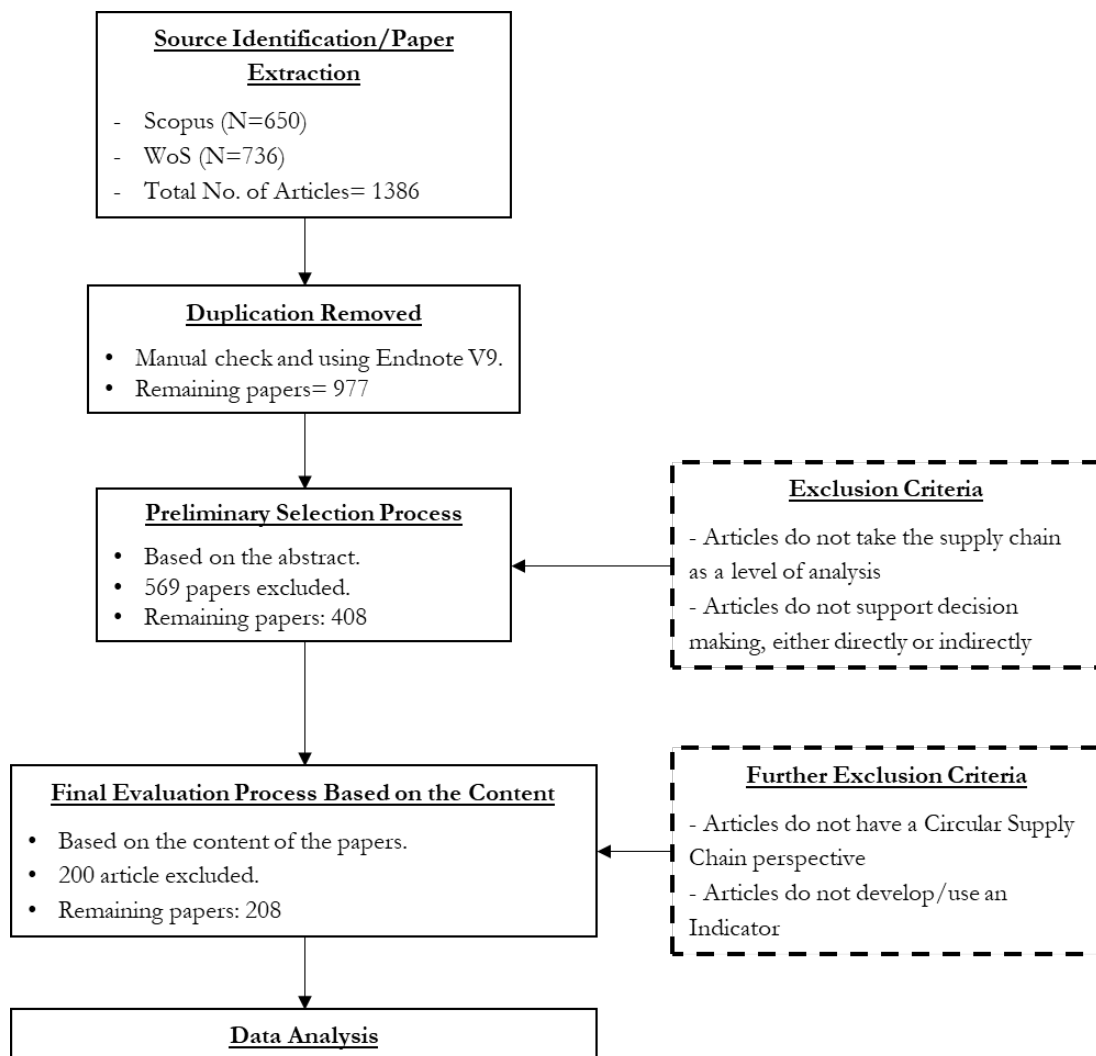 Source Identification/Paper
Extraction
- Scopus (N=650)
- WoS (N=736)
- Total No. of Articles= 1386
Duplication Removed
• Manual check and using Endnote V9.
• Remaining papers= 977
Preliminary Selection Process
• Based on the abstract.
• 569 papers excluded.
• Remaining papers: 408
Exclusion Criteria
- Articles do not take the supply chain
as a level of analysis
- Articles do not support decision
making, either directly or indirectly
Final Evaluation Process Based on the Content
• Based on the content of the papers.
• 200 article excluded.
• Remaining papers: 208
Further Exclusion Criteria
- Articles do not have a Circular Supply
Chain perspective
- Articles do not develop/use an
Indicator
Data Analysis